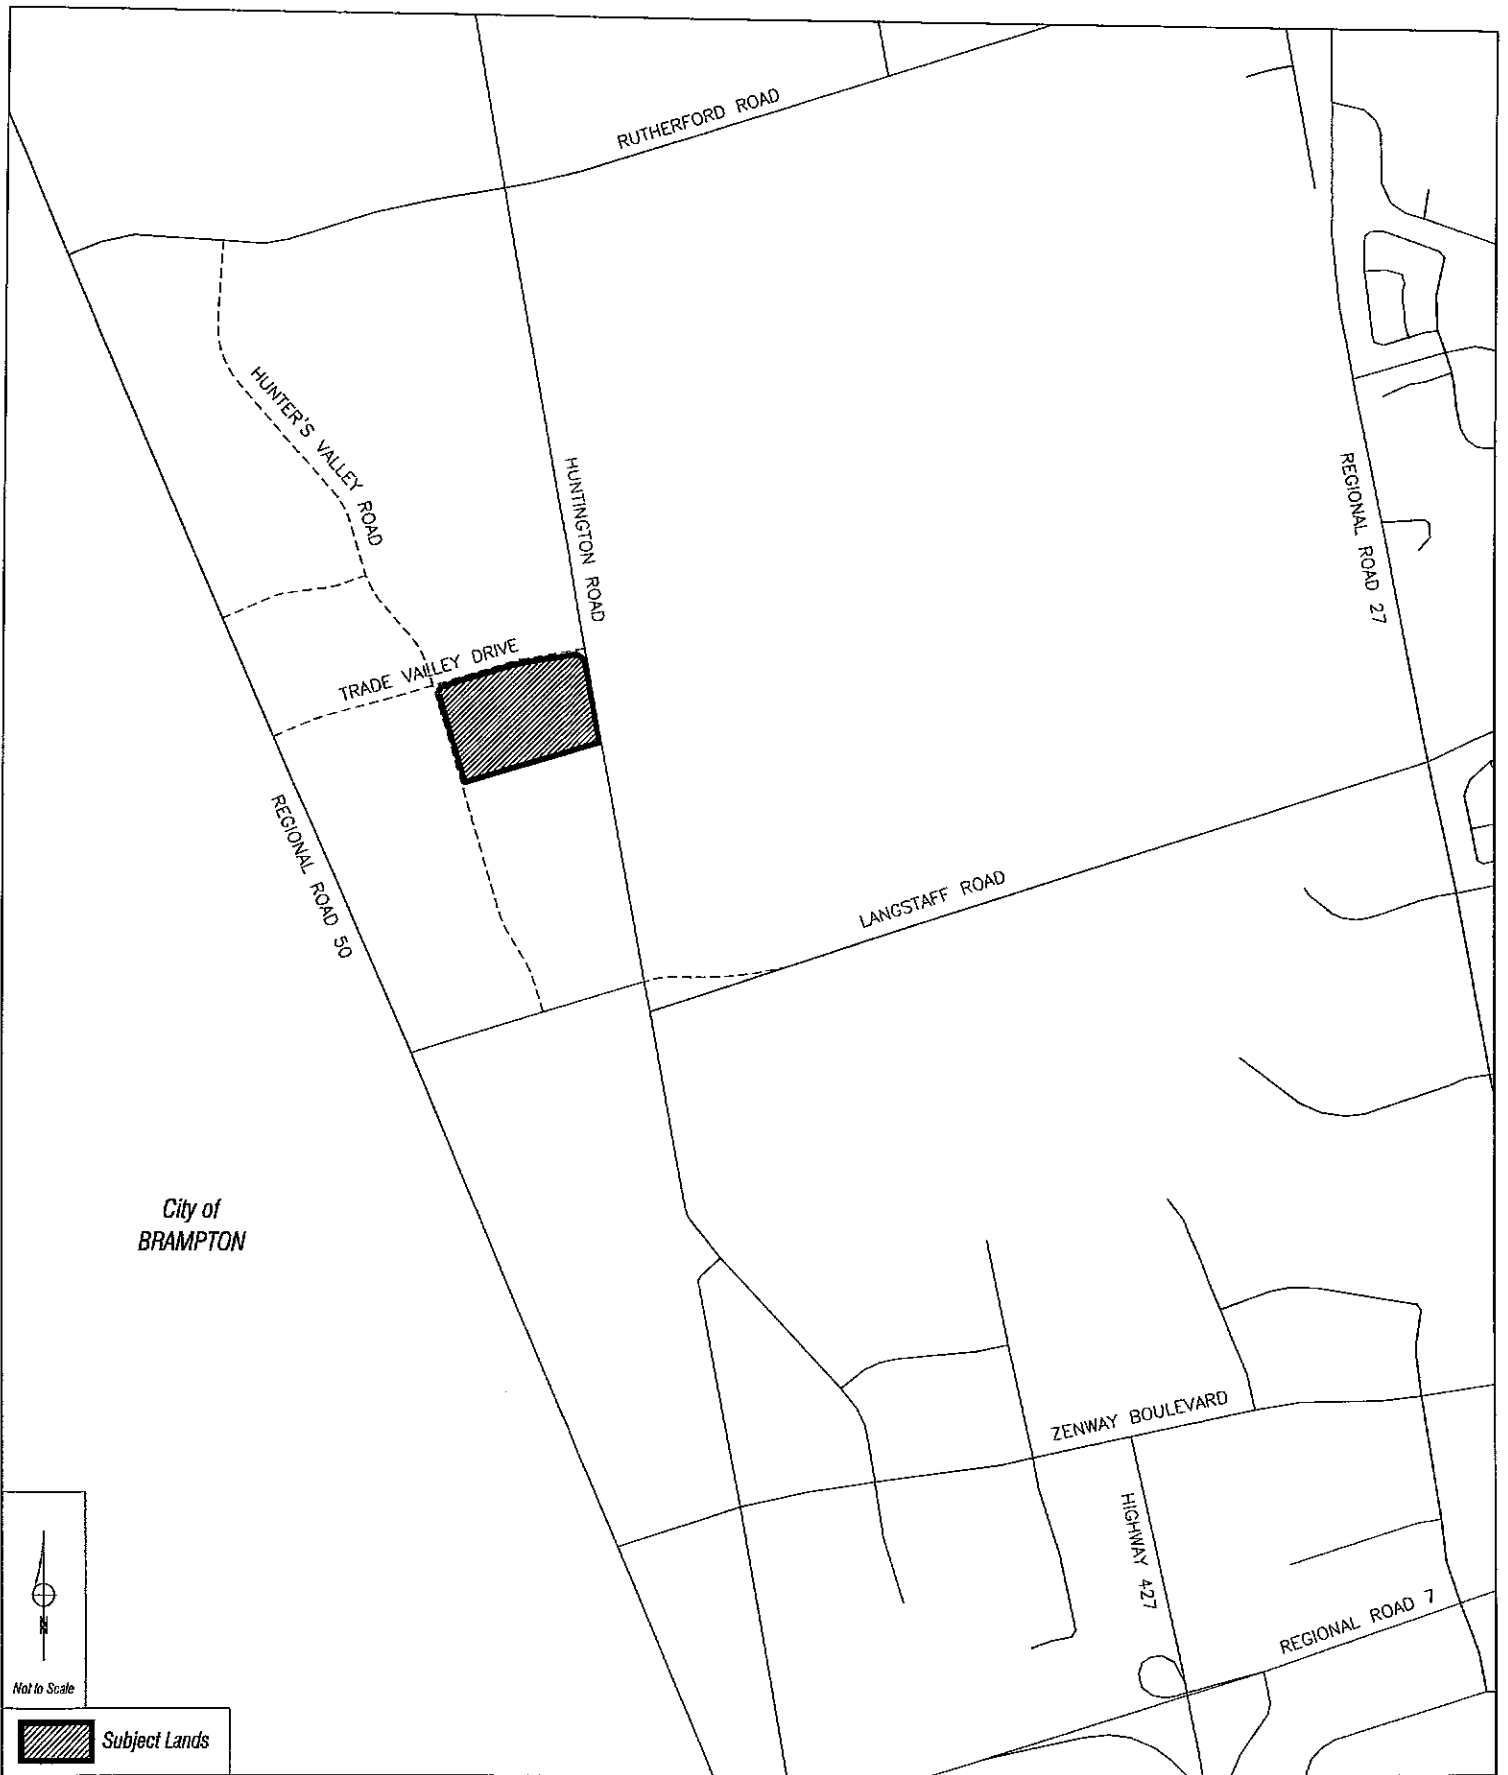 RUTHERFORD ROAD
HUNTER'S VALLEY ROAD
HUNTINGTON ROAD
REGIONAL ROAD 27
TRADE VALLEY DRIVE
REGIONAL ROAD 50
LANGSTAFF ROAD
City of
BRAMPTON
ZENWAY BOULEVARD
HIGHWAY 427
REGIONAL ROAD 7
N
Not to Scale
Subject Lands